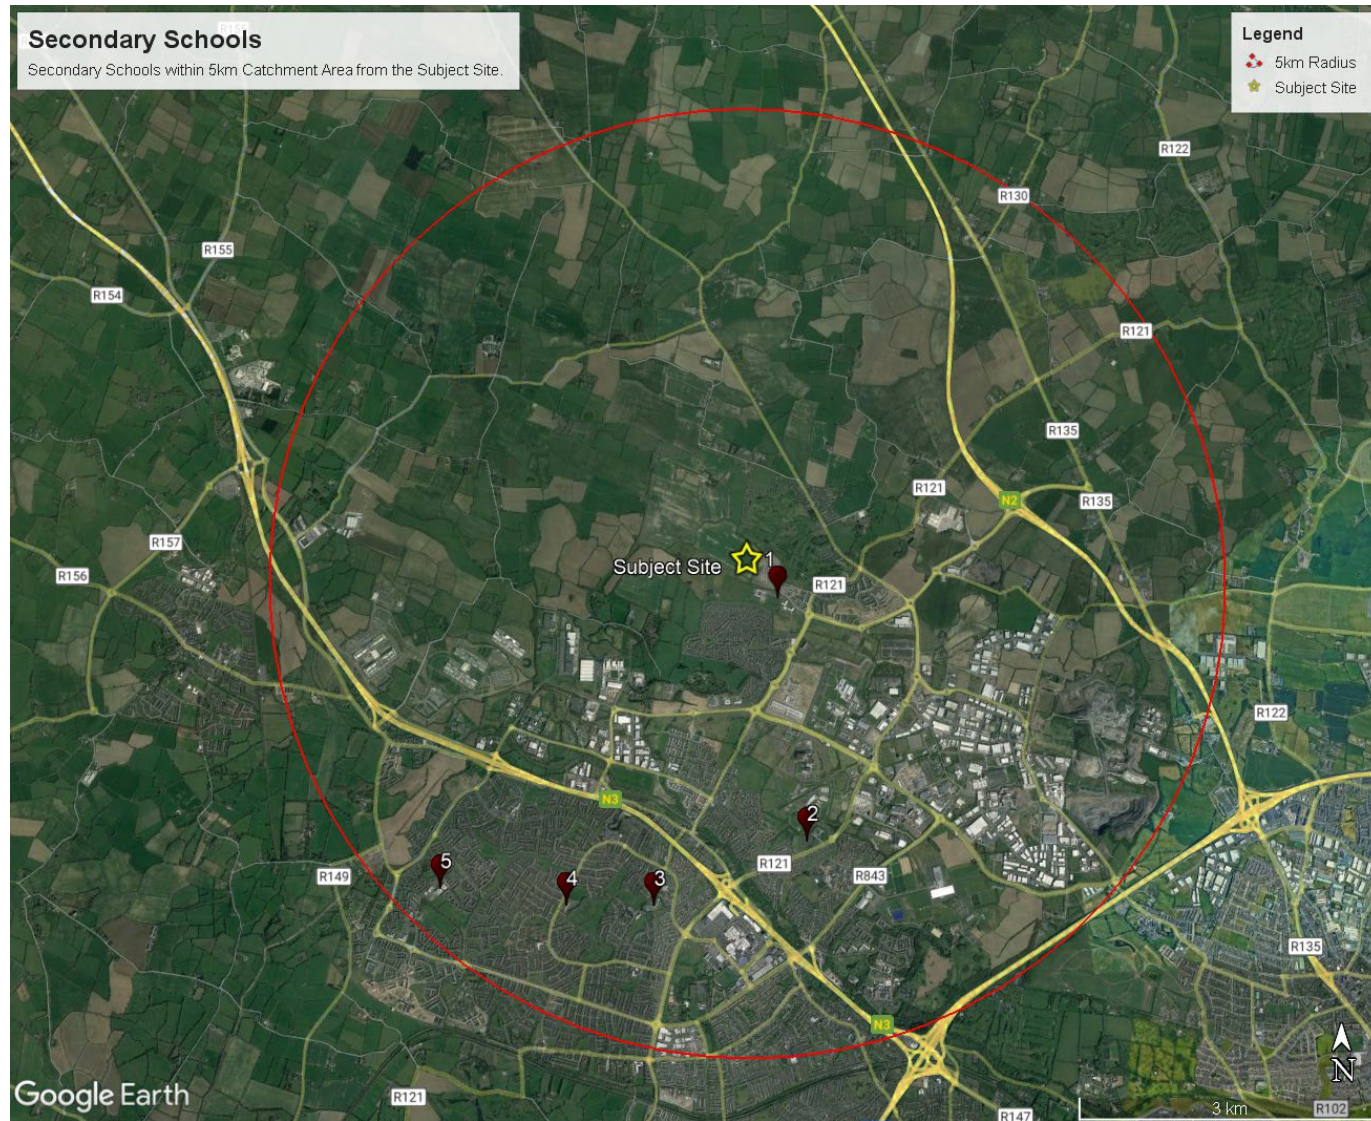 Secondary Schools
Secondary Schools within 5km Catchment Area from the Subject Site.
Legend
5km Radius
Subject Site
R122
R130
R155
R154
R121
R135
R121
N2
R135
R157
R156
Subject Site
1
R121
R122
N3
2
5
R121
R149
4
3
R843
R135
N3
N
Google Earth
R121
3 km
R102
R147